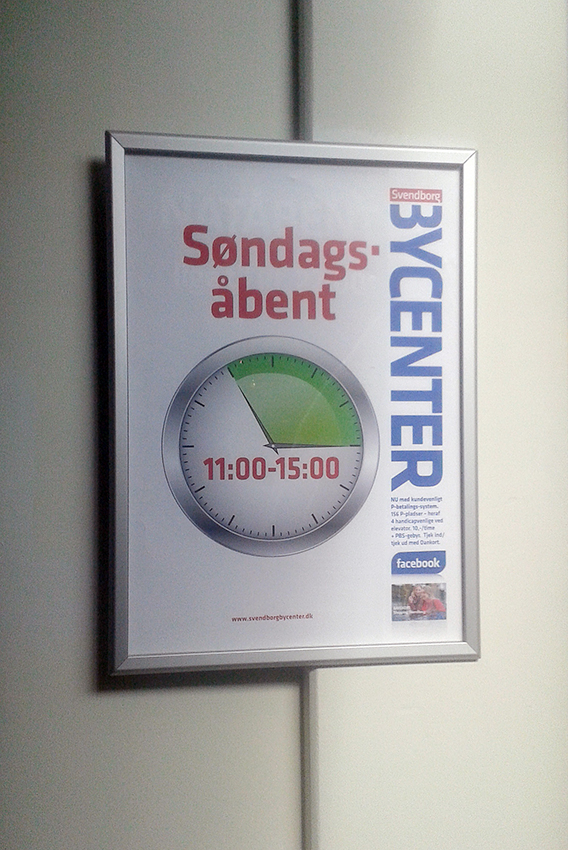 Søndags-
åbent
11:00-15:00
www.svendborgbycenter.dk
Svendborg
BYCENTER
NU med kundevenligt
P-betalings-system.
156 P-pladser - heraf
4 handicapvenlige ved
elevator. 10,-/time
+ PBS-gebyr. Tjek ind/
tjek ud med Dankort.
facebook